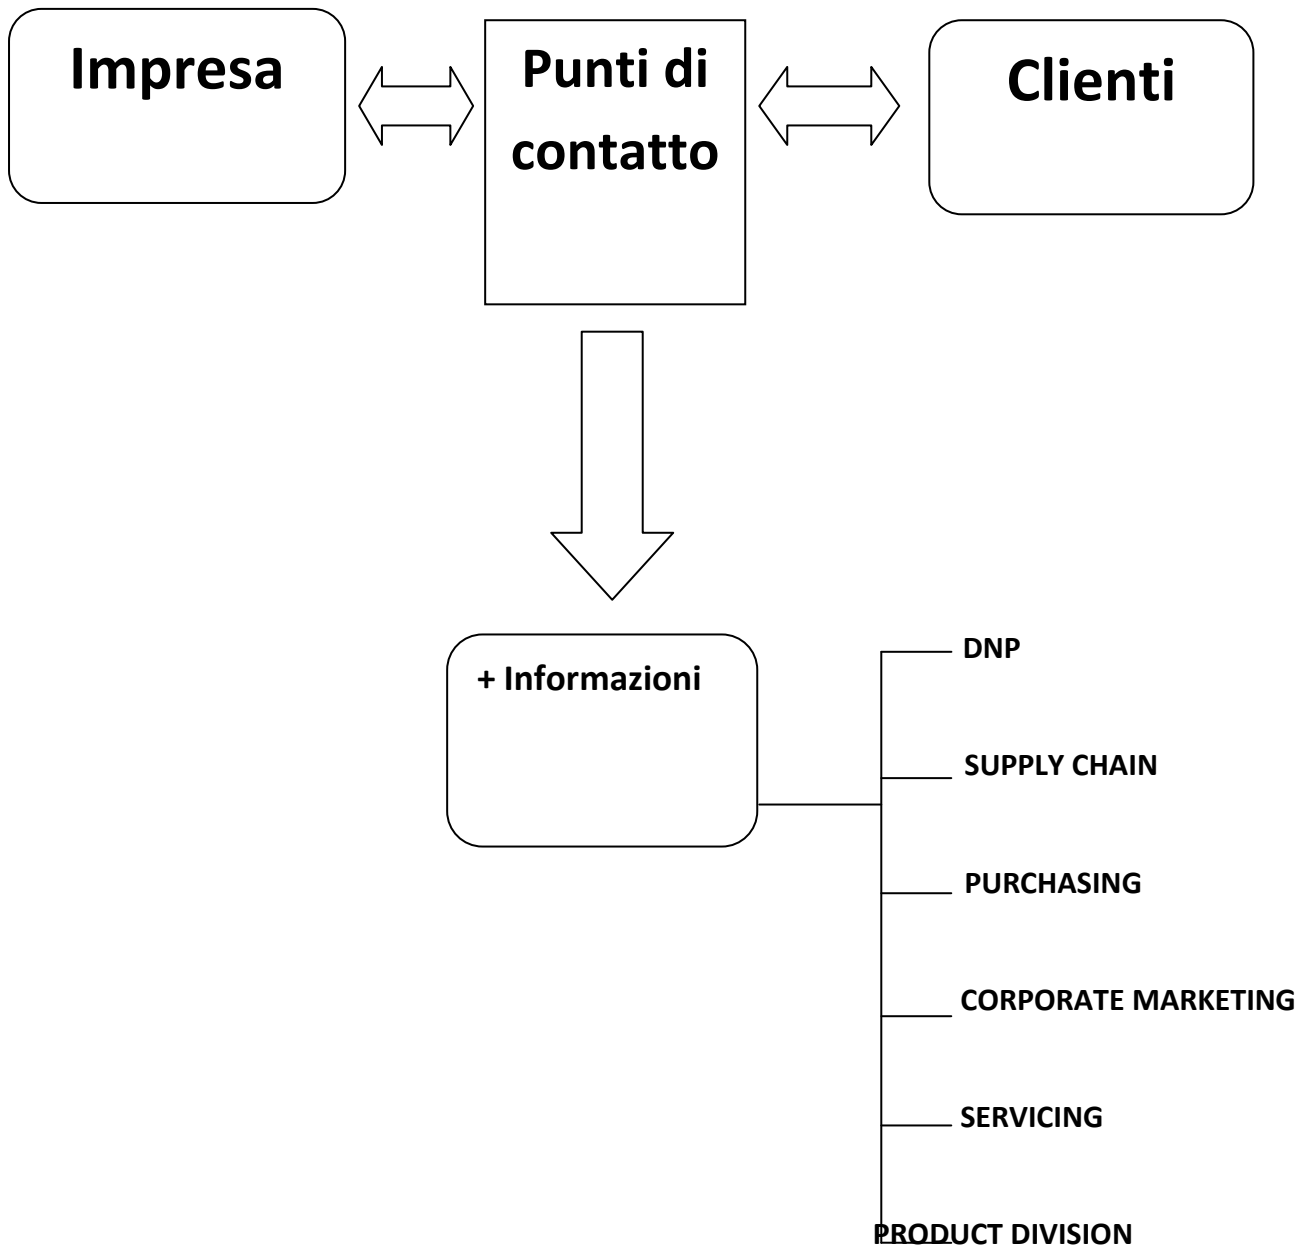 Impresa
Punti di
contatto
Clienti
+ Informazioni
DNP
SUPPLY CHAIN
PURCHASING
CORPORATE MARKETING
SERVICING
PRODUCT DIVISION